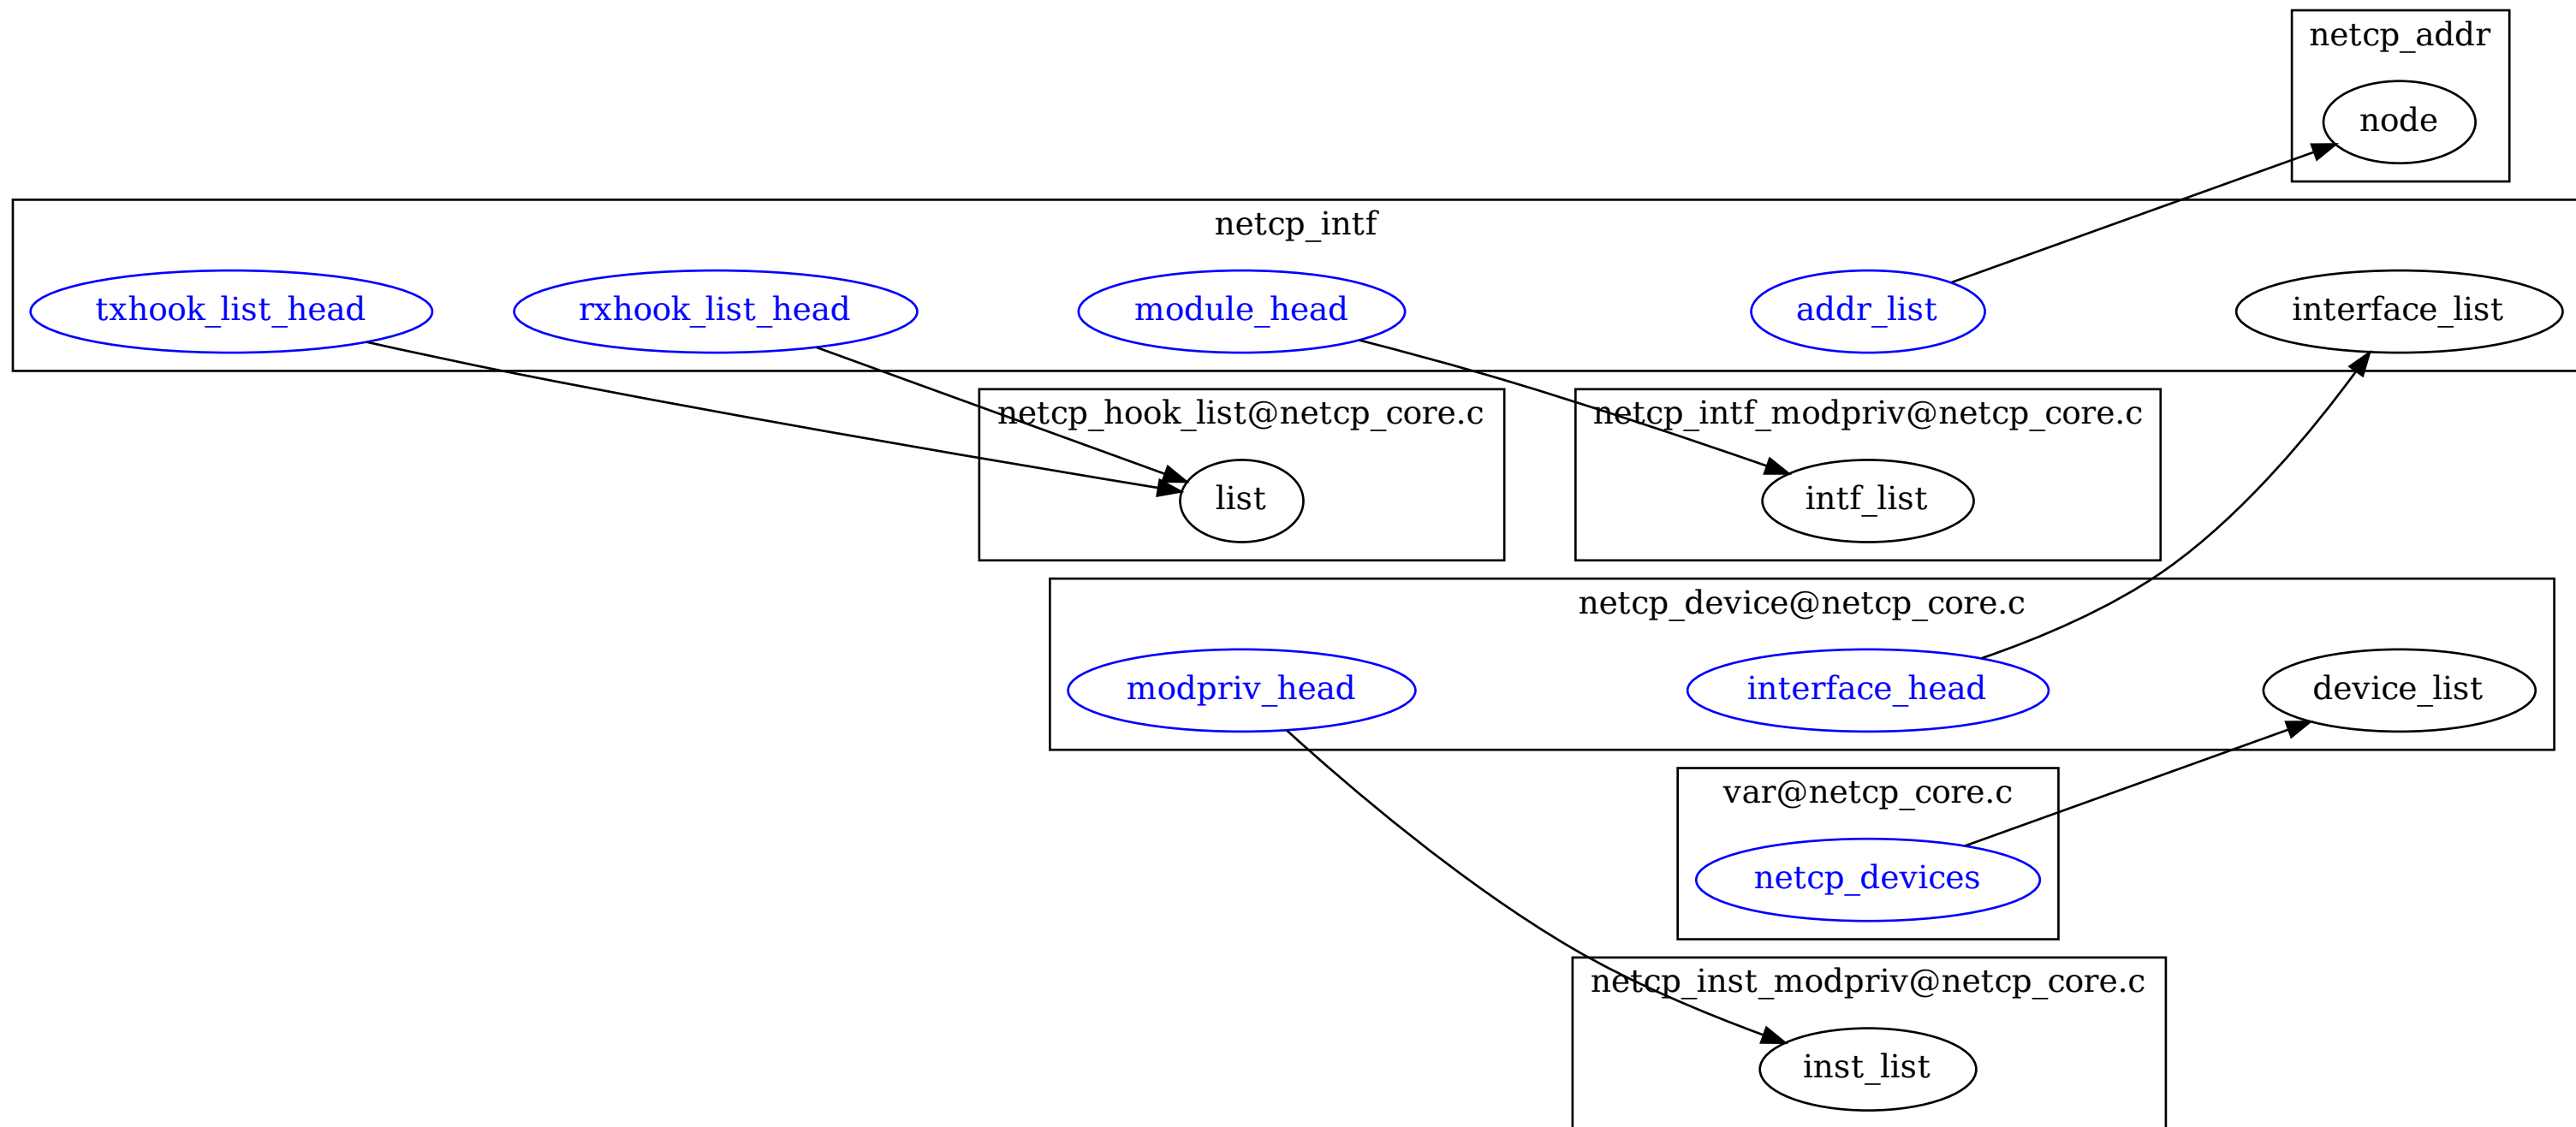 netcp_addr
node
netcp_intf
txhook_list_head
rxhook_list_head
module_head
addr_list
interface_list
netcp_hook_list@netcp_core.c
list
netcp_intf_modpriv@netcp_core.c
intf_list
netcp_device@netcp_core.c
modpriv_head
interface_head
device_list
var@netcp_core.c
netcp_devices
netcp_inst_modpriv@netcp_core.c
inst_list